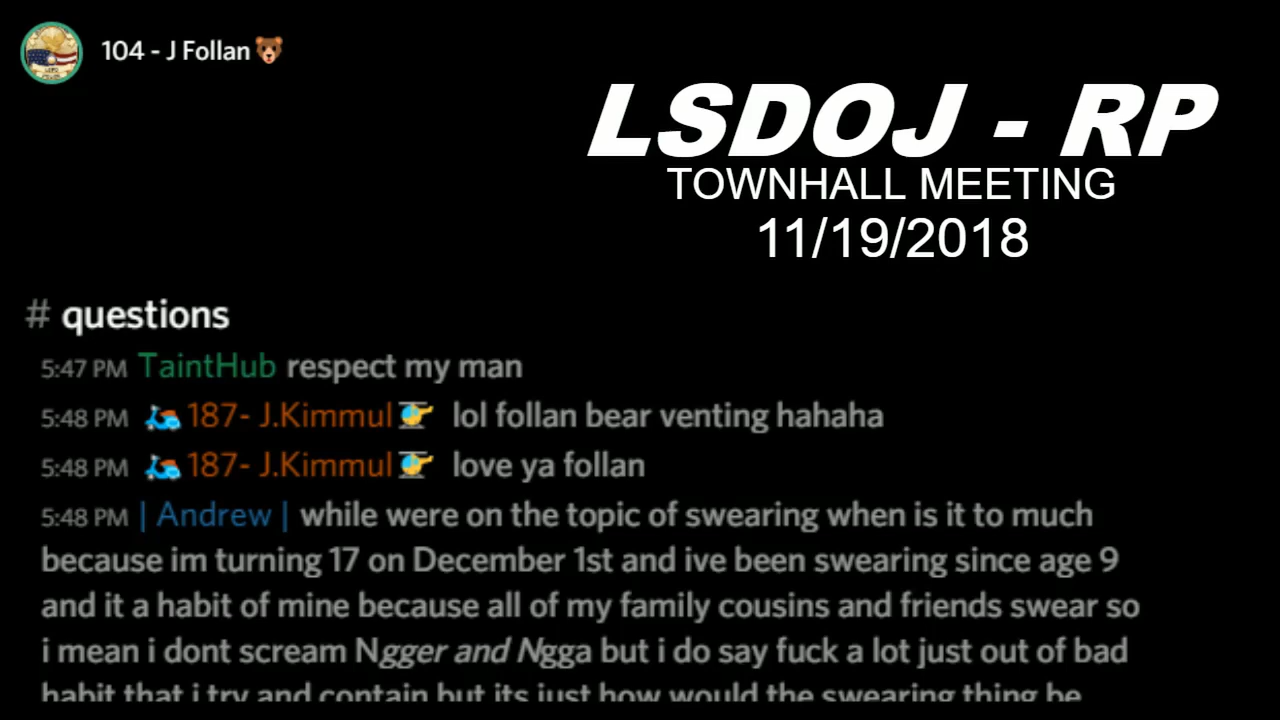 104 - J Follan
LSDOJ - RP
TOWNHALL MEETING
11/19/2018
# questions
5:47 PM TaintHub respect my man
5:48 PM 187- J.Kimmul lol follan bear venting hahaha
5:48 PM 187- J.Kimmul love ya follan
5:48 PM | Andrew | while were on the topic of swearing when is it to much
because im turning 17 on December 1st and ive been swearing since age 9
and it a habit of mine because all of my family cousins and friends swear so
i mean i dont scream Ngger and Ngga but i do say fuck a lot just out of bad
habit that i try and contain but its just how would the swearing thing be